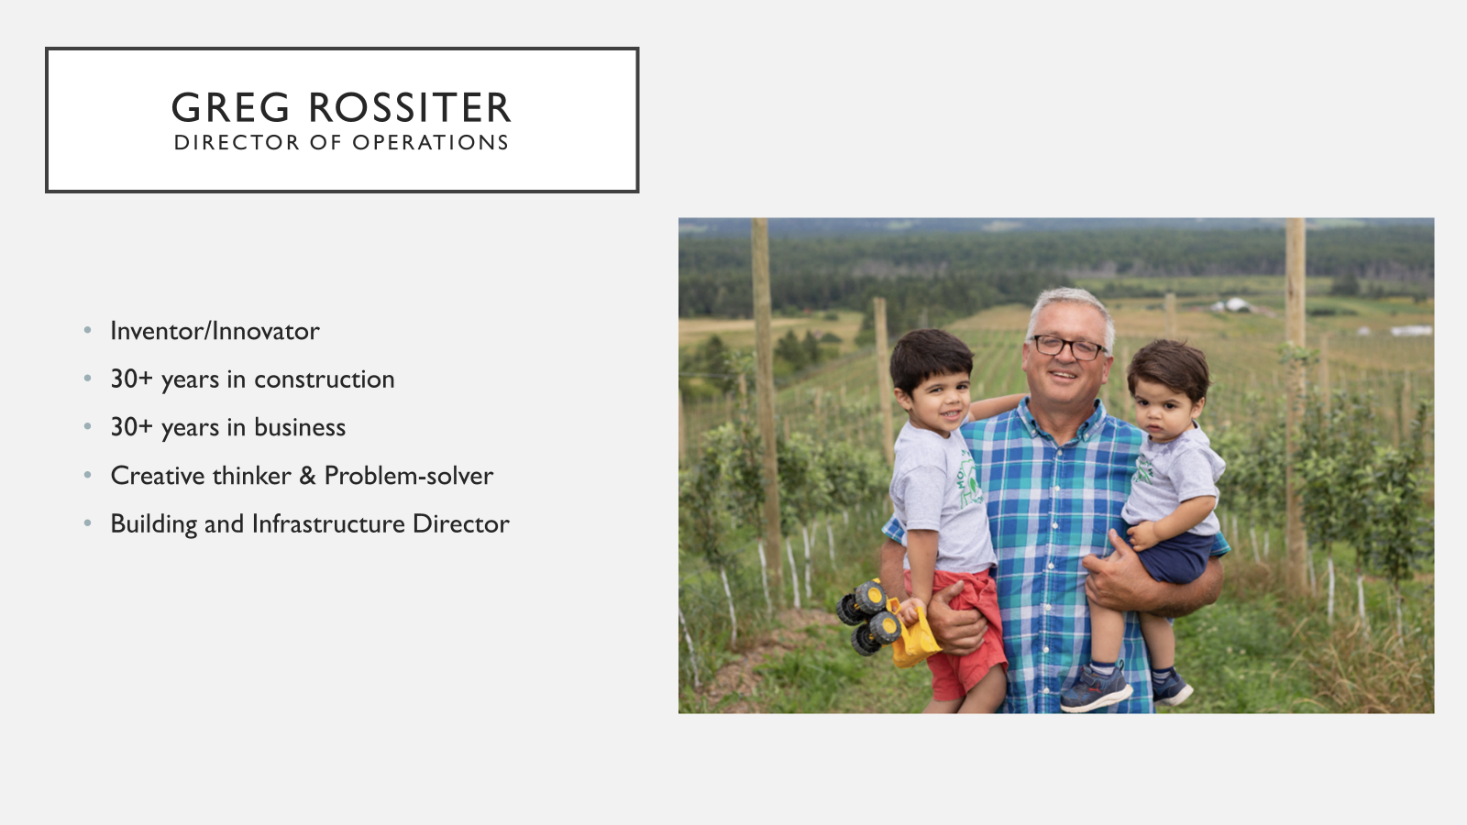 GREG ROSSITER
DIRECTOR OF OPERATIONS
• Inventor/Innovator
• 30+ years in construction
• 30+ years in business
• Creative thinker & Problem-solver
• Building and Infrastructure Director